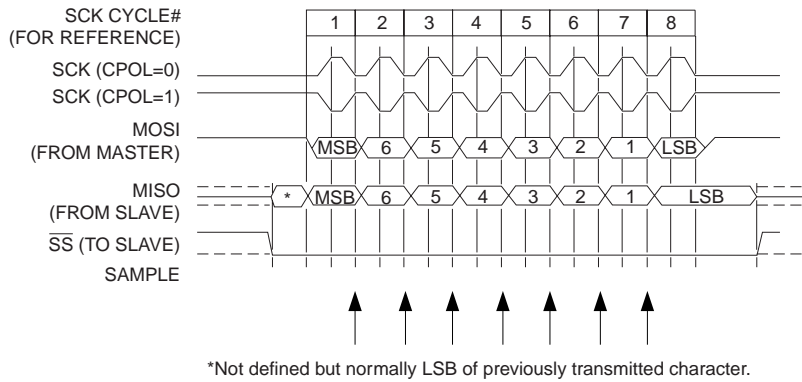 SCK CYCLE#
(FOR REFERENCE)
1 2 3 4 5 6 7 8
SCK (CPOL=0)
SCK (CPOL=1)
MOSI
(FROM MASTER)
MSB 6 5 4 3 2 1 LSB
MISO
(FROM SLAVE)
* MSB 6 5 4 3 2 1 LSB
SS (TO SLAVE)
SAMPLE
*Not defined but normally LSB of previously transmitted character.